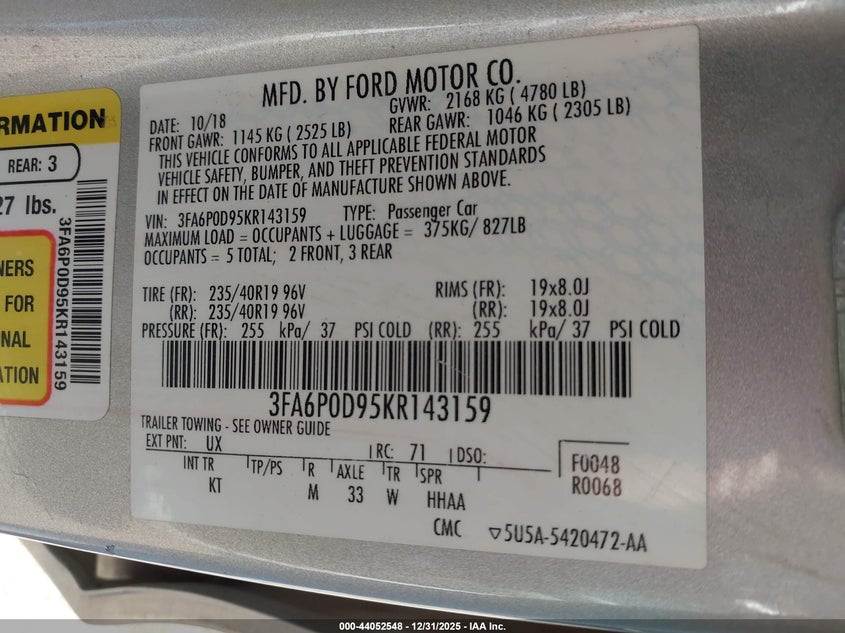 RMATION
REAR: 3
27 lbs.
3FA6P0D95KR143159
NERS
FOR
NAL
ATION
MFD. BY FORD MOTOR CO.
DATE: 10/18 GVWR: 2168 KG ( 4780 LB)
FRONT GAWR: 1145 KG ( 2525 LB) REAR GAWR: 1046 KG ( 2305 LB)
THIS VEHICLE CONFORMS TO ALL APPLICABLE FEDERAL MOTOR
VEHICLE SAFETY, BUMPER, AND THEFT PREVENTION STANDARDS
IN EFFECT ON THE DATE OF MANUFACTURE SHOWN ABOVE.
VIN: 3FA6P0D95KR143159 TYPE: Passenger Car
MAXIMUM LOAD = OCCUPANTS + LUGGAGE = 375KG/ 827LB
OCCUPANTS = 5 TOTAL; 2 FRONT, 3 REAR
TIRE (FR): 235/40R19 96V RIMS (FR): 19x8.0J
(RR): 235/40R19 96V (RR): 19x8.0J
PRESSURE (FR): 255 kPa/ 37 PSI COLD (RR): 255 kPa/ 37 PSI COLD
3FA6P0D95KR143159
TRAILER TOWING - SEE OWNER GUIDE
EXT PNT: UX RC: 71 DSO:
INT TR TP/PS R AXLE TR SPR
KT M 33 W HHAA
F0048
R0068
CMC ▽5U5A-5420472-AA
000-44052548 - 12/31/2025 - IAA Inc.